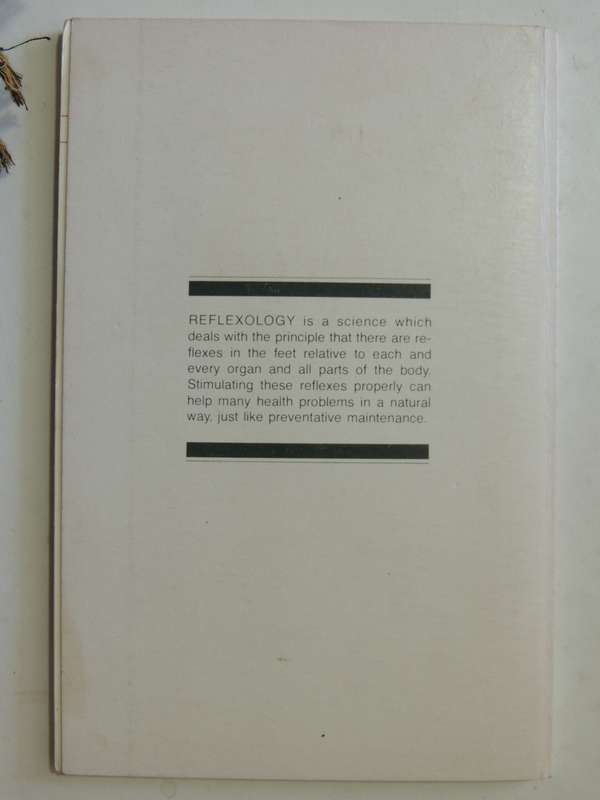 REFLEXOLOGY is a science which
deals with the principle that there are re-
flexes in the feet relative to each and
every organ and all parts of the body.
Stimulating these reflexes properly can
help many health problems in a natural
way, just like preventative maintenance.